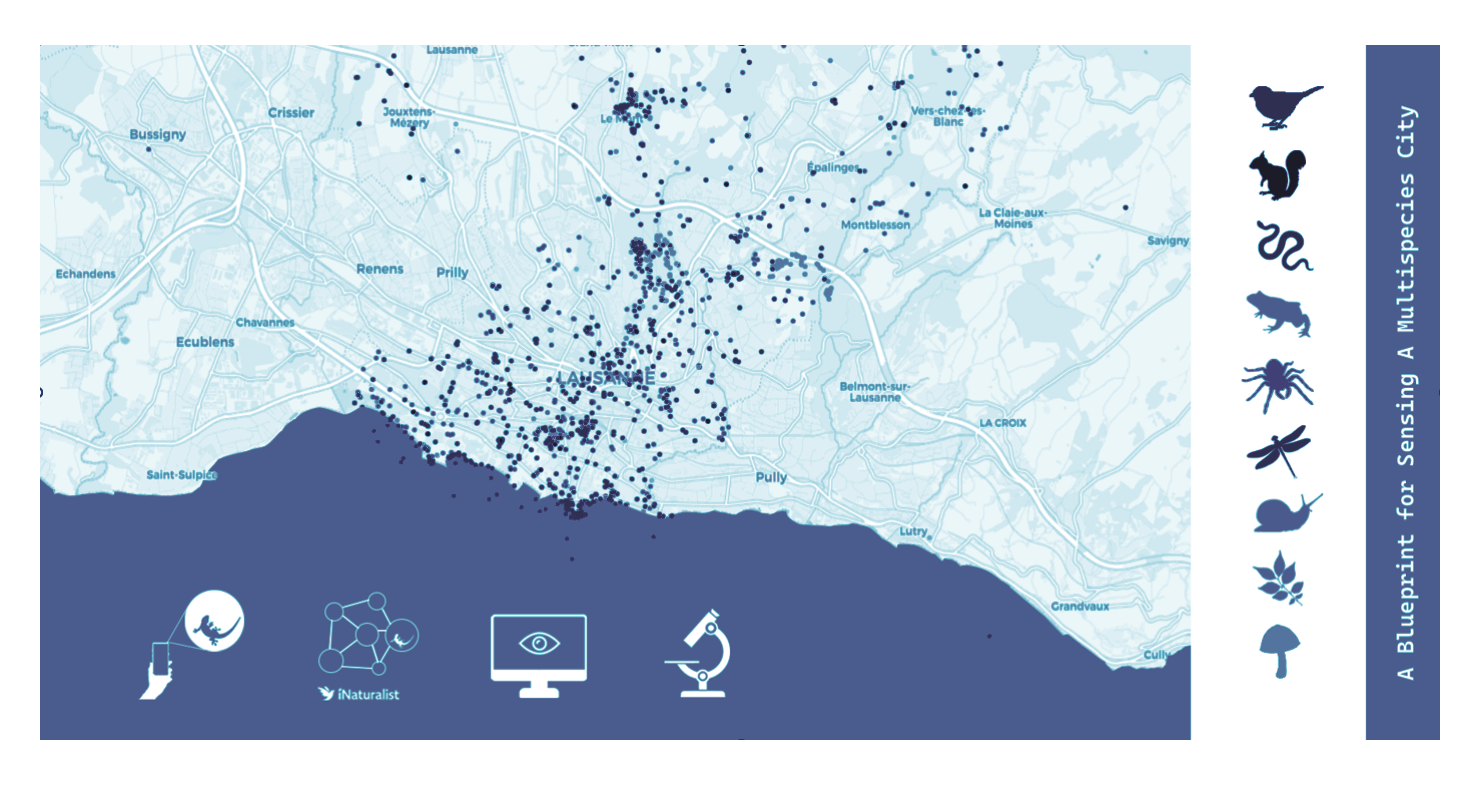 Lausanne
Crissier
Jouxtens-
Mézery
Bussigny
Vers-chez-les-
Blanc
Épalinges
La Claie-aux-
Moines
Montblesson
Savigny
Echandens
Renens
Prilly
Chavannes
Ecublens
LAUSANNE
Belmont-sur-
Lausanne
LA CROIX
Saint-Sulpice
Pully
Lutry
Grandvaux
Cully
iNaturalist
A Blueprint for Sensing A Multispecies City